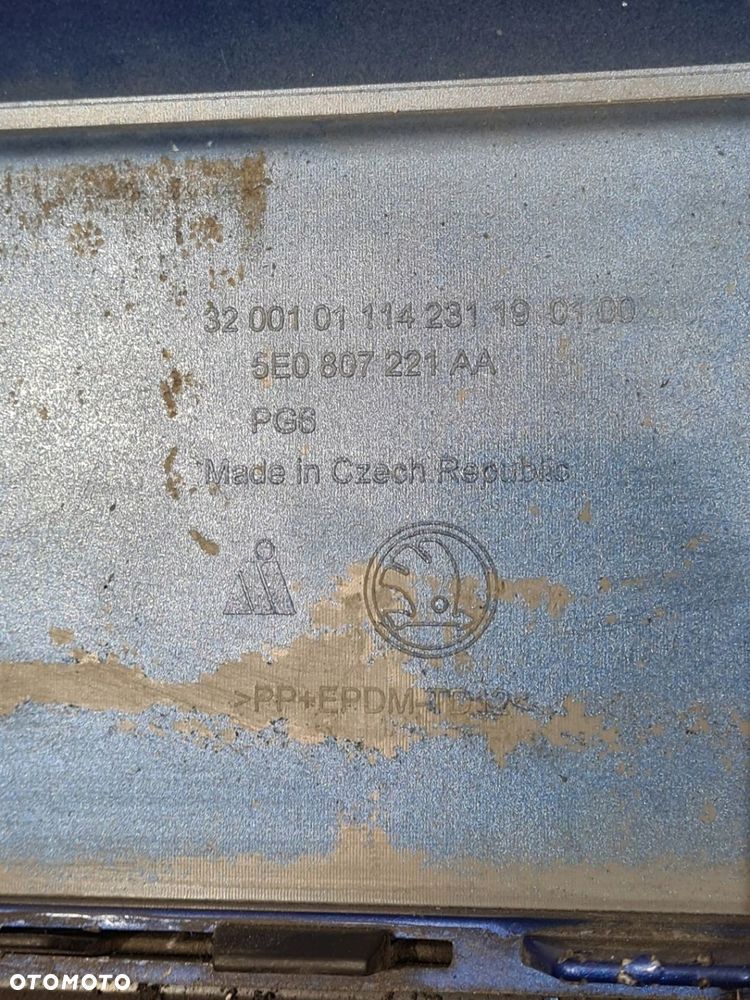 32 001 01 114 231 19 01 00
5E0 807 221 AA
PG6
Made in Czech Republic
>PP+EPDM-TD12<
OTOMOTO